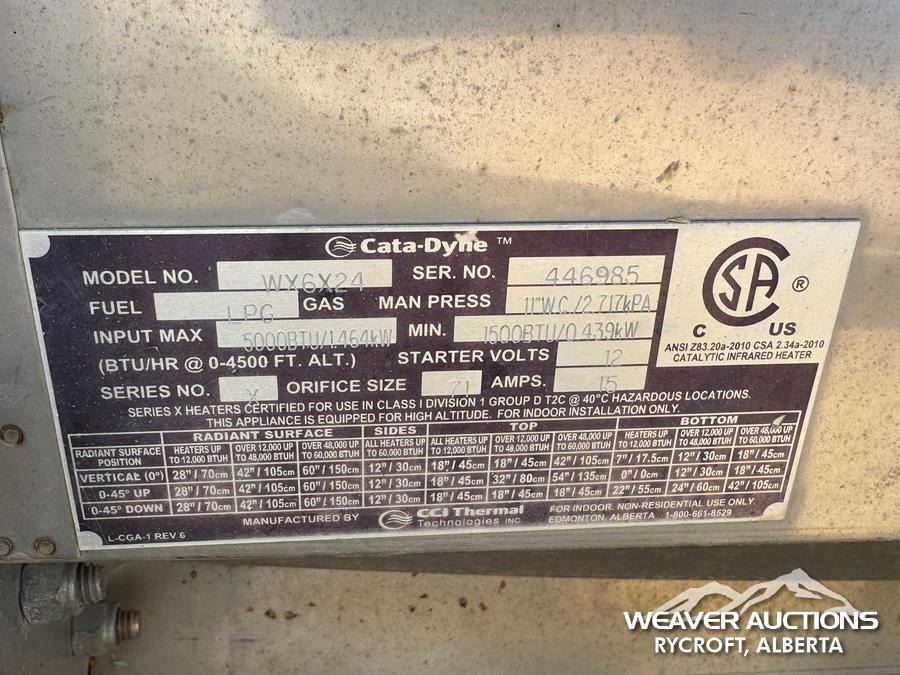 Cata-Dyne ™
MODEL NO. WX6X24 SER. NO. 446985
FUEL LPG GAS MAN PRESS 11"W.C./2.717kPA
INPUT MAX 5000BTU/1464kW MIN. 1500BTU/0.439kW
(BTU/HR @ 0-4500 FT. ALT.) STARTER VOLTS 12
SERIES NO. X ORIFICE SIZE 71 AMPS. 15
CSA ®
C US
ANSI Z83.20a-2010 CSA 2.34a-2010
CATALYTIC INFRARED HEATER
SERIES X HEATERS CERTIFIED FOR USE IN CLASS I DIVISION 1 GROUP D T2C @ 40°C HAZARDOUS LOCATIONS.
THIS APPLIANCE IS EQUIPPED FOR HIGH ALTITUDE. FOR INDOOR INSTALLATION ONLY.
RADIANT SURFACE SIDES TOP BOTTOM
RADIANT SURFACE POSITION HEATERS UP TO 12,000 BTUH OVER 12,000 UP TO 48,000 BTUH OVER 48,000 UP TO 60,000 BTUH ALL HEATERS UP TO 60,000 BTUH ALL HEATERS UP TO 12,000 BTUH OVER 12,000 UP TO 48,000 BTUH OVER 48,000 UP TO 60,000 BTUH HEATERS UP TO 12,000 BTUH OVER 12,000 UP TO 48,000 BTUH OVER 48,000 UP TO 60,000 BTUH
VERTICAL (0°) 28" / 70cm 42" / 105cm 60" / 150cm 12" / 30cm 18" / 45cm 18" / 45cm 42" / 105cm 7" / 17.5cm 12" / 30cm 18" / 45cm
0-45° UP 28" / 70cm 42" / 105cm 60" / 150cm 12" / 30cm 18" / 45cm 32" / 80cm 54" / 135cm 0" / 0cm 12" / 30cm 18" / 45cm
0-45° DOWN 28" / 70cm 42" / 105cm 60" / 150cm 12" / 30cm 18" / 45cm 18" / 45cm 18" / 45cm 22" / 55cm 24" / 60cm 42" / 105cm
MANUFACTURED BY CCI Thermal Technologies INC
FOR INDOOR, NON-RESIDENTIAL USE ONLY
EDMONTON, ALBERTA 1-800-661-8529
L-CGA-1 REV 6
WEAVER AUCTIONS
RYCROFT, ALBERTA